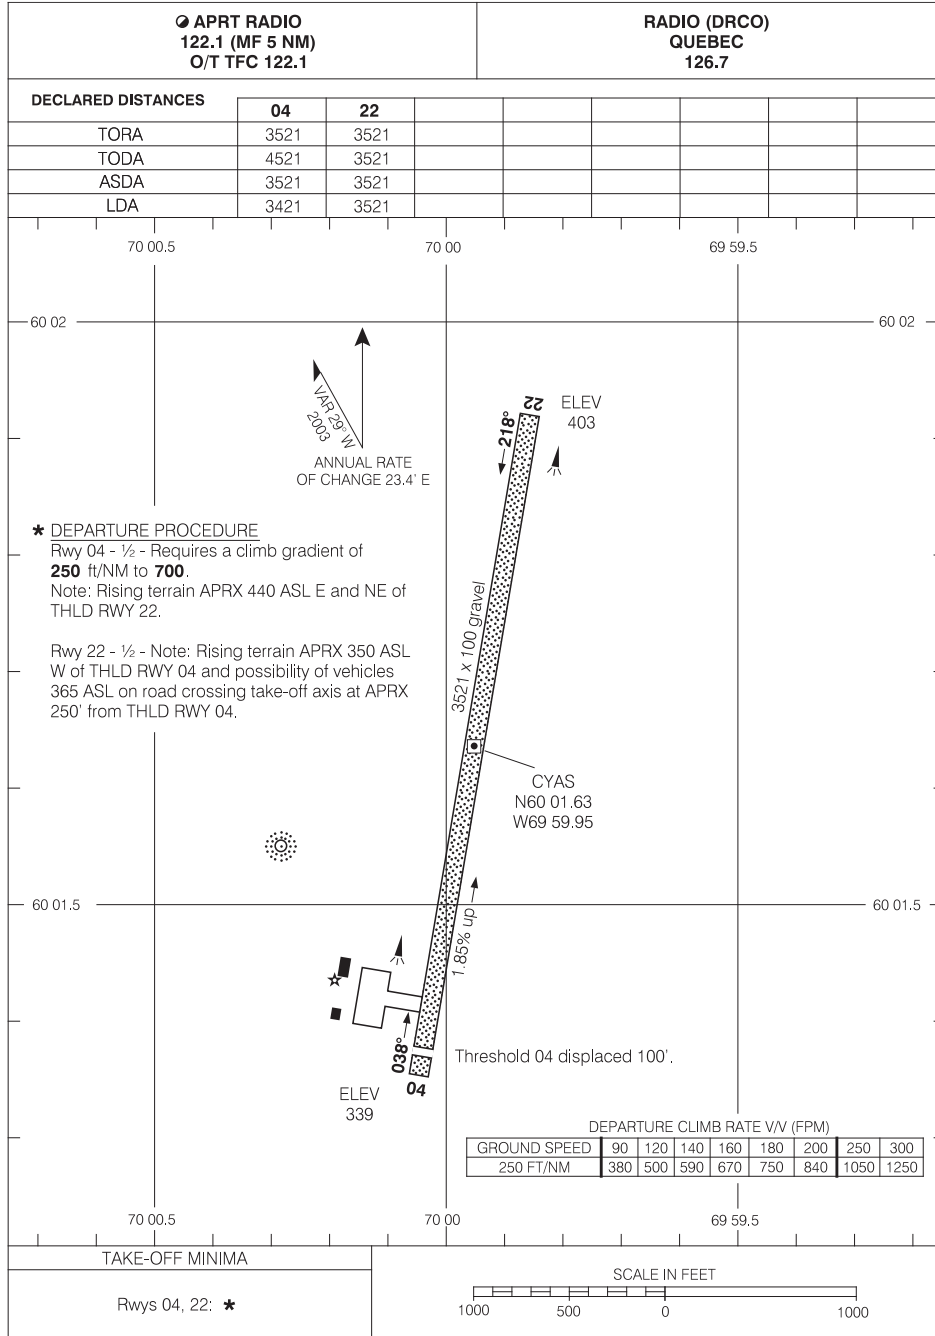 APRT RADIO
122.1 (MF 5 NM)
O/T TFC 122.1
RADIO (DRCO)
QUEBEC
126.7
DECLARED DISTANCES
04 22
TORA 3521 3521
TODA 4521 3521
ASDA 3521 3521
LDA 3421 3521
70 00.5 70 00 69 59.5
60 02 60 02
VAR 29° W
2003
ANNUAL RATE
OF CHANGE 23.4' E
22
218°
ELEV
403
* DEPARTURE PROCEDURE
Rwy 04 - ½ - Requires a climb gradient of
250 ft/NM to 700.
Note: Rising terrain APRX 440 ASL E and NE of
THLD RWY 22.
Rwy 22 - ½ - Note: Rising terrain APRX 350 ASL
W of THLD RWY 04 and possibility of vehicles
365 ASL on road crossing take-off axis at APRX
250' from THLD RWY 04.
3521 x 100 gravel
CYAS
N60 01.63
W69 59.95
60 01.5 60 01.5
1.85% up
038°
04
Threshold 04 displaced 100'.
ELEV
339
DEPARTURE CLIMB RATE V/V (FPM)
GROUND SPEED 90 120 140 160 180 200 250 300
250 FT/NM 380 500 590 670 750 840 1050 1250
70 00.5 70 00 69 59.5
TAKE-OFF MINIMA
Rwys 04, 22: *
SCALE IN FEET
1000 500 0 1000